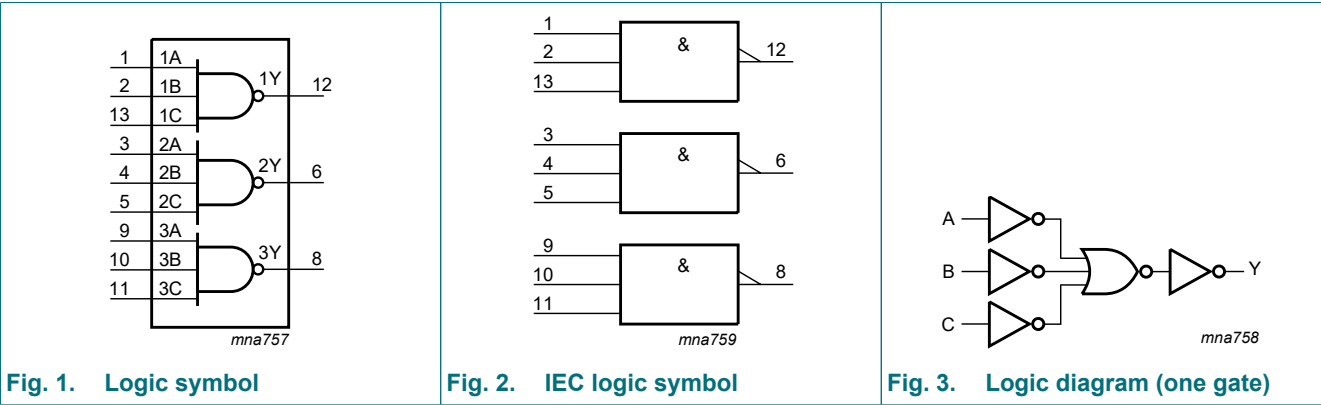 1 1A
2 1B
13 1C
1Y 12
3 2A
4 2B
5 2C
2Y 6
9 3A
10 3B
11 3C
3Y 8
mna757
Fig. 1. Logic symbol
1
2
13
& 12
3
4
5
& 6
9
10
11
& 8
mna759
Fig. 2. IEC logic symbol
A
B
C
Y
mna758
Fig. 3. Logic diagram (one gate)